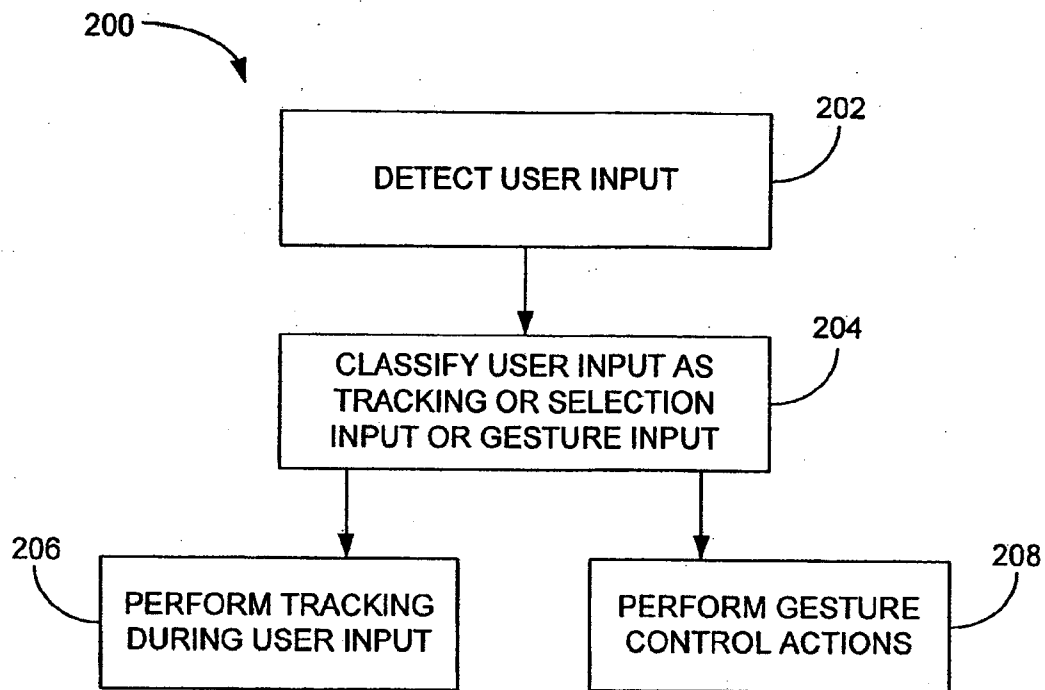 200
202
DETECT USER INPUT
204
CLASSIFY USER INPUT AS
TRACKING OR SELECTION
INPUT OR GESTURE INPUT
206
PERFORM TRACKING
DURING USER INPUT
208
PERFORM GESTURE
CONTROL ACTIONS